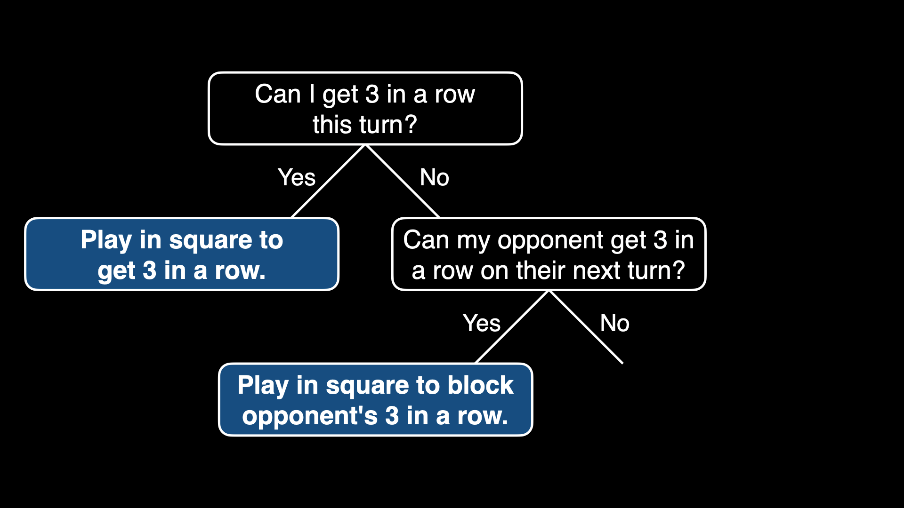 Can I get 3 in a row
this turn?
Yes
No
Play in square to
get 3 in a row.
Can my opponent get 3 in
a row on their next turn?
Yes
No
Play in square to block
opponent's 3 in a row.